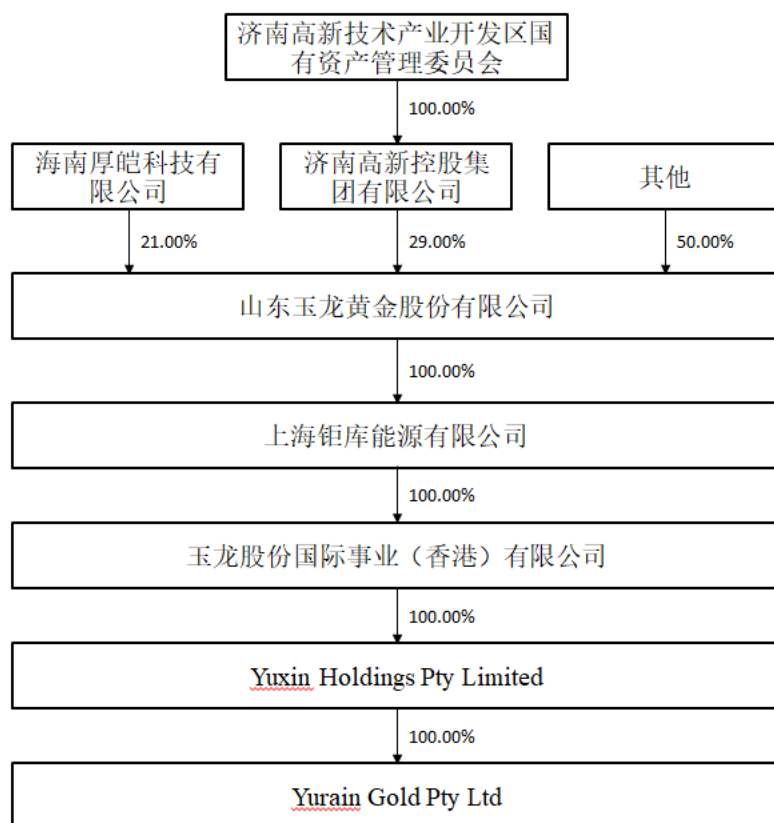 济南高新技术产业开发区国
有资产管理委员会
100.00%
海南厚皑科技有
限公司
济南高新控股集
团有限公司
其他
21.00%
29.00%
50.00%
山东玉龙黄金股份有限公司
100.00%
上海钜库能源有限公司
100.00%
玉龙股份国际事业（香港）有限公司
100.00%
Yuxin Holdings Pty Limited
100.00%
Yurain Gold Pty Ltd